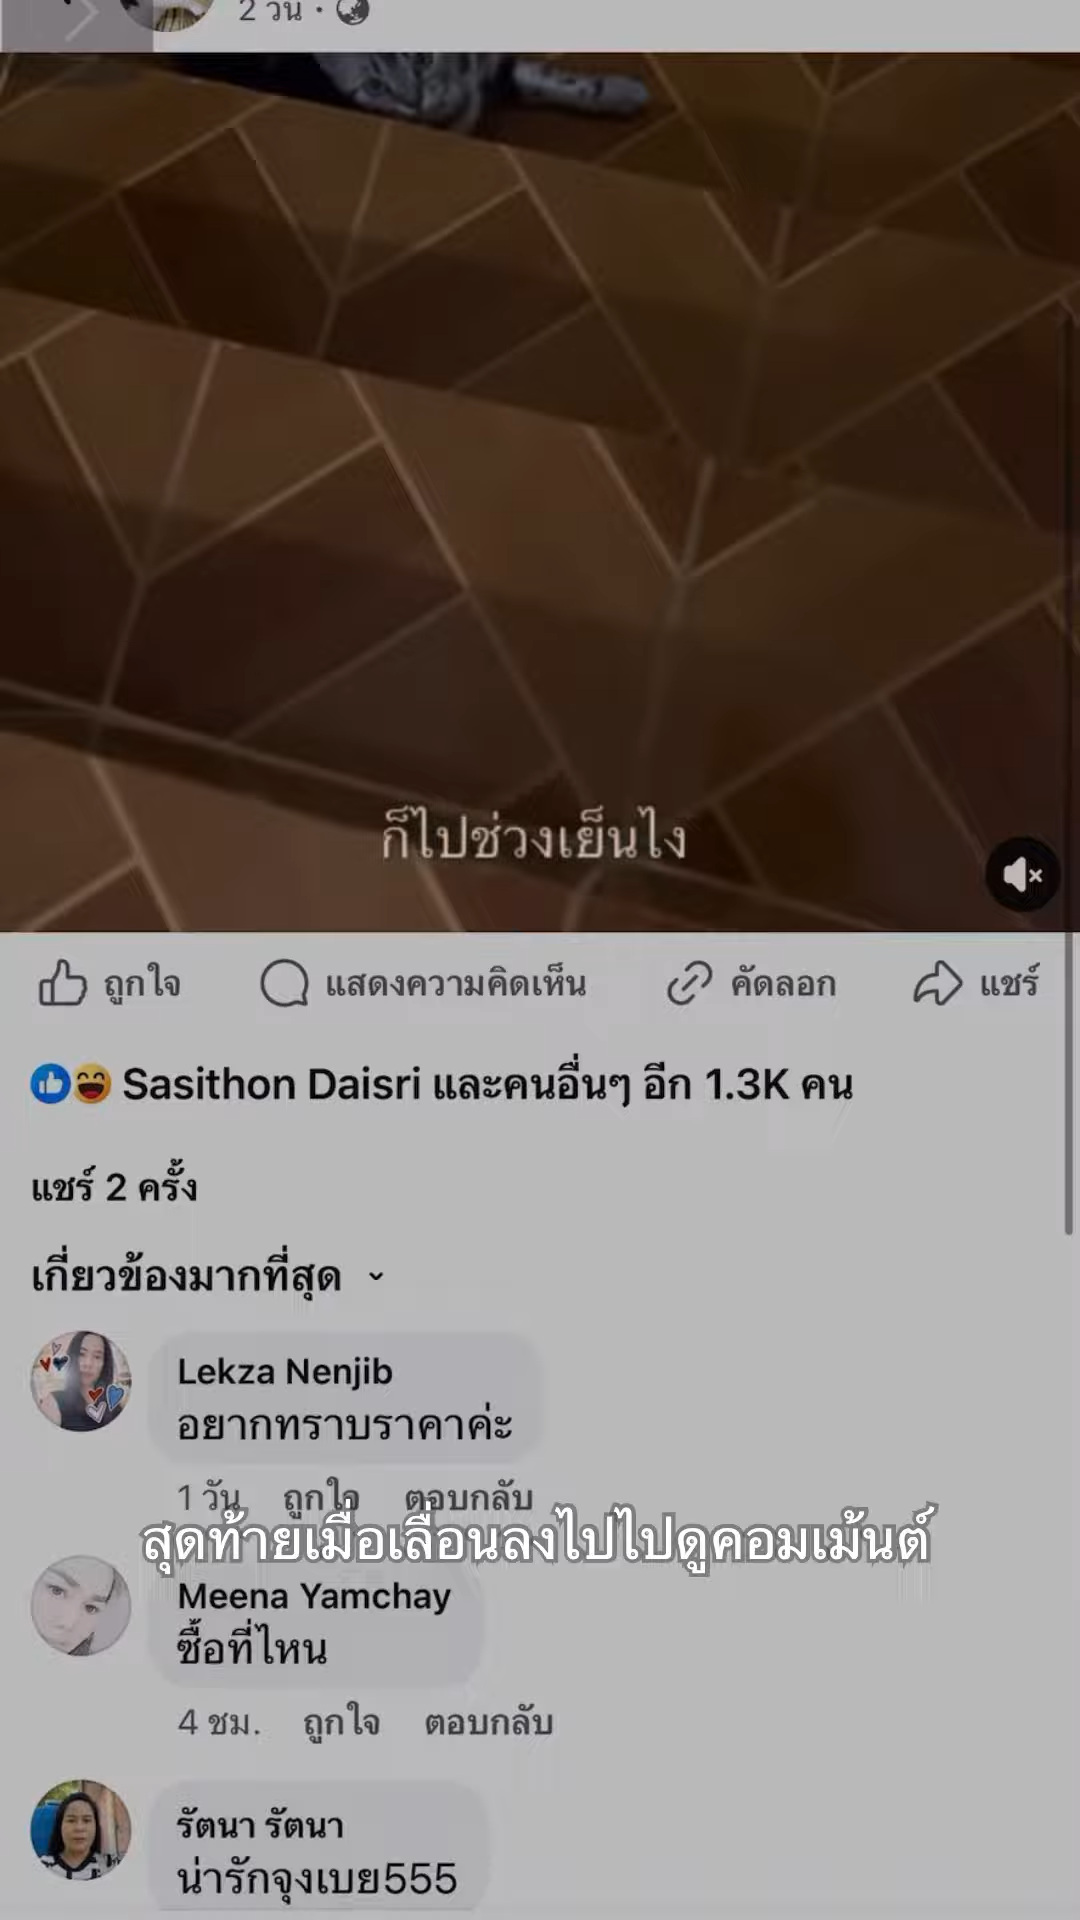 2 วัน ·
ก็ไปช่วงเย็นไง
ถูกใจ แสดงความคิดเห็น คัดลอก แชร์
Sasithon Daisri และคนอื่นๆ อีก 1.3K คน
แชร์ 2 ครั้ง
เกี่ยวข้องมากที่สุด
Lekza Nenjib
อยากทราบราคาค่ะ
1 วัน ถูกใจ ตอบกลับ
สุดท้ายเมื่อเลื่อนลงไปไปดูคอมเม้นต์
Meena Yamchay
ซื้อที่ไหน
4 ชม. ถูกใจ ตอบกลับ
รัตนา รัตนา
น่ารักจุงเบย555